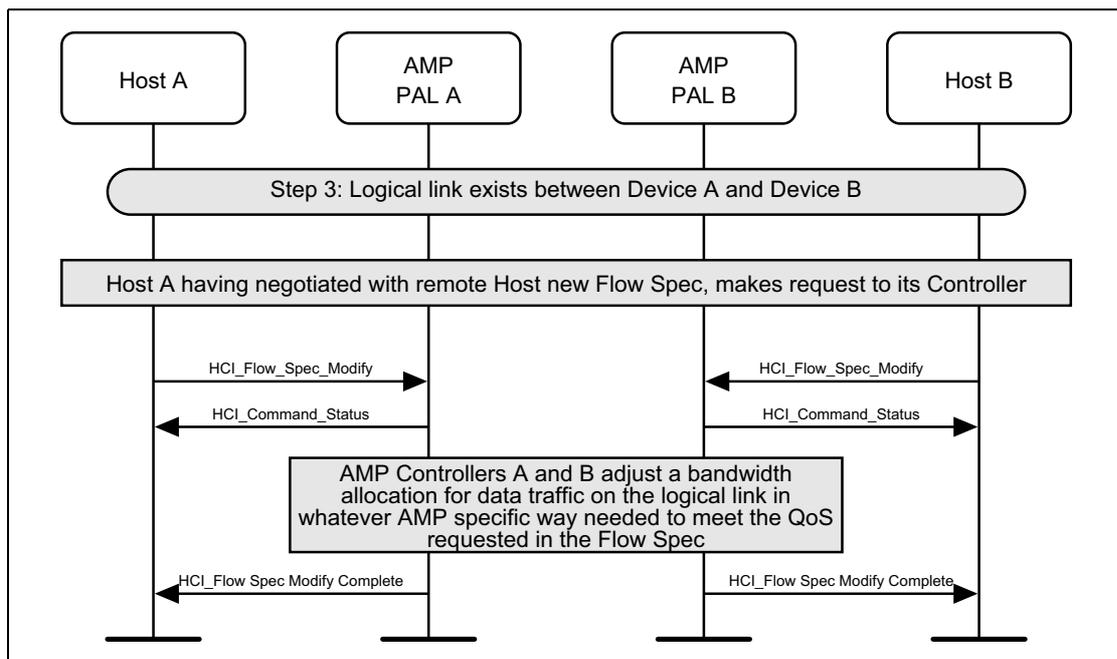 Host A
AMP
PAL A
AMP
PAL B
Host B
Step 3: Logical link exists between Device A and Device B
Host A having negotiated with remote Host new Flow Spec, makes request to its Controller
HCI_Flow_Spec_Modify
HCI_Flow_Spec_Modify
HCI_Command_Status
HCI_Command_Status
AMP Controllers A and B adjust a bandwidth
allocation for data traffic on the logical link in
whatever AMP specific way needed to meet the QoS
requested in the Flow Spec
HCI_Flow Spec Modify Complete
HCI_Flow Spec Modify Complete